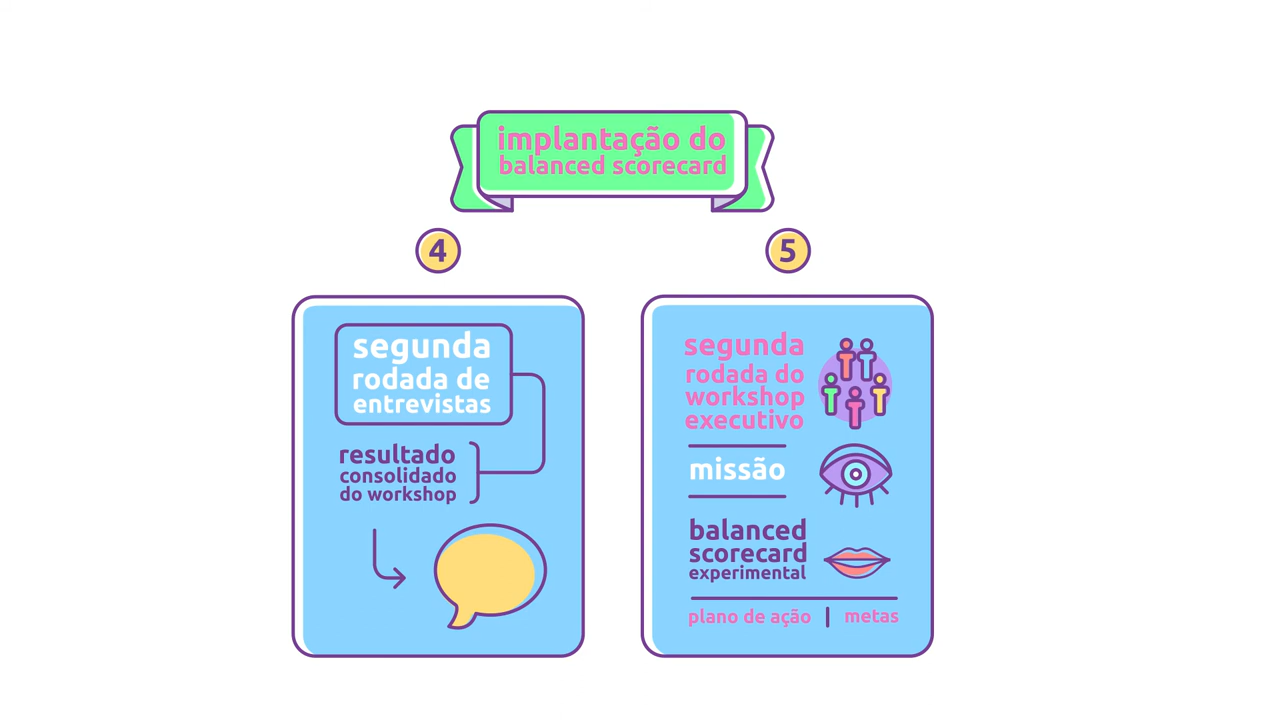 implantação do
balanced scorecard
4
segunda
rodada de
entrevistas
resultado
consolidado
do workshop
5
segunda
rodada do
workshop
executivo
missão
balanced
scorecard
experimental
plano de ação | metas